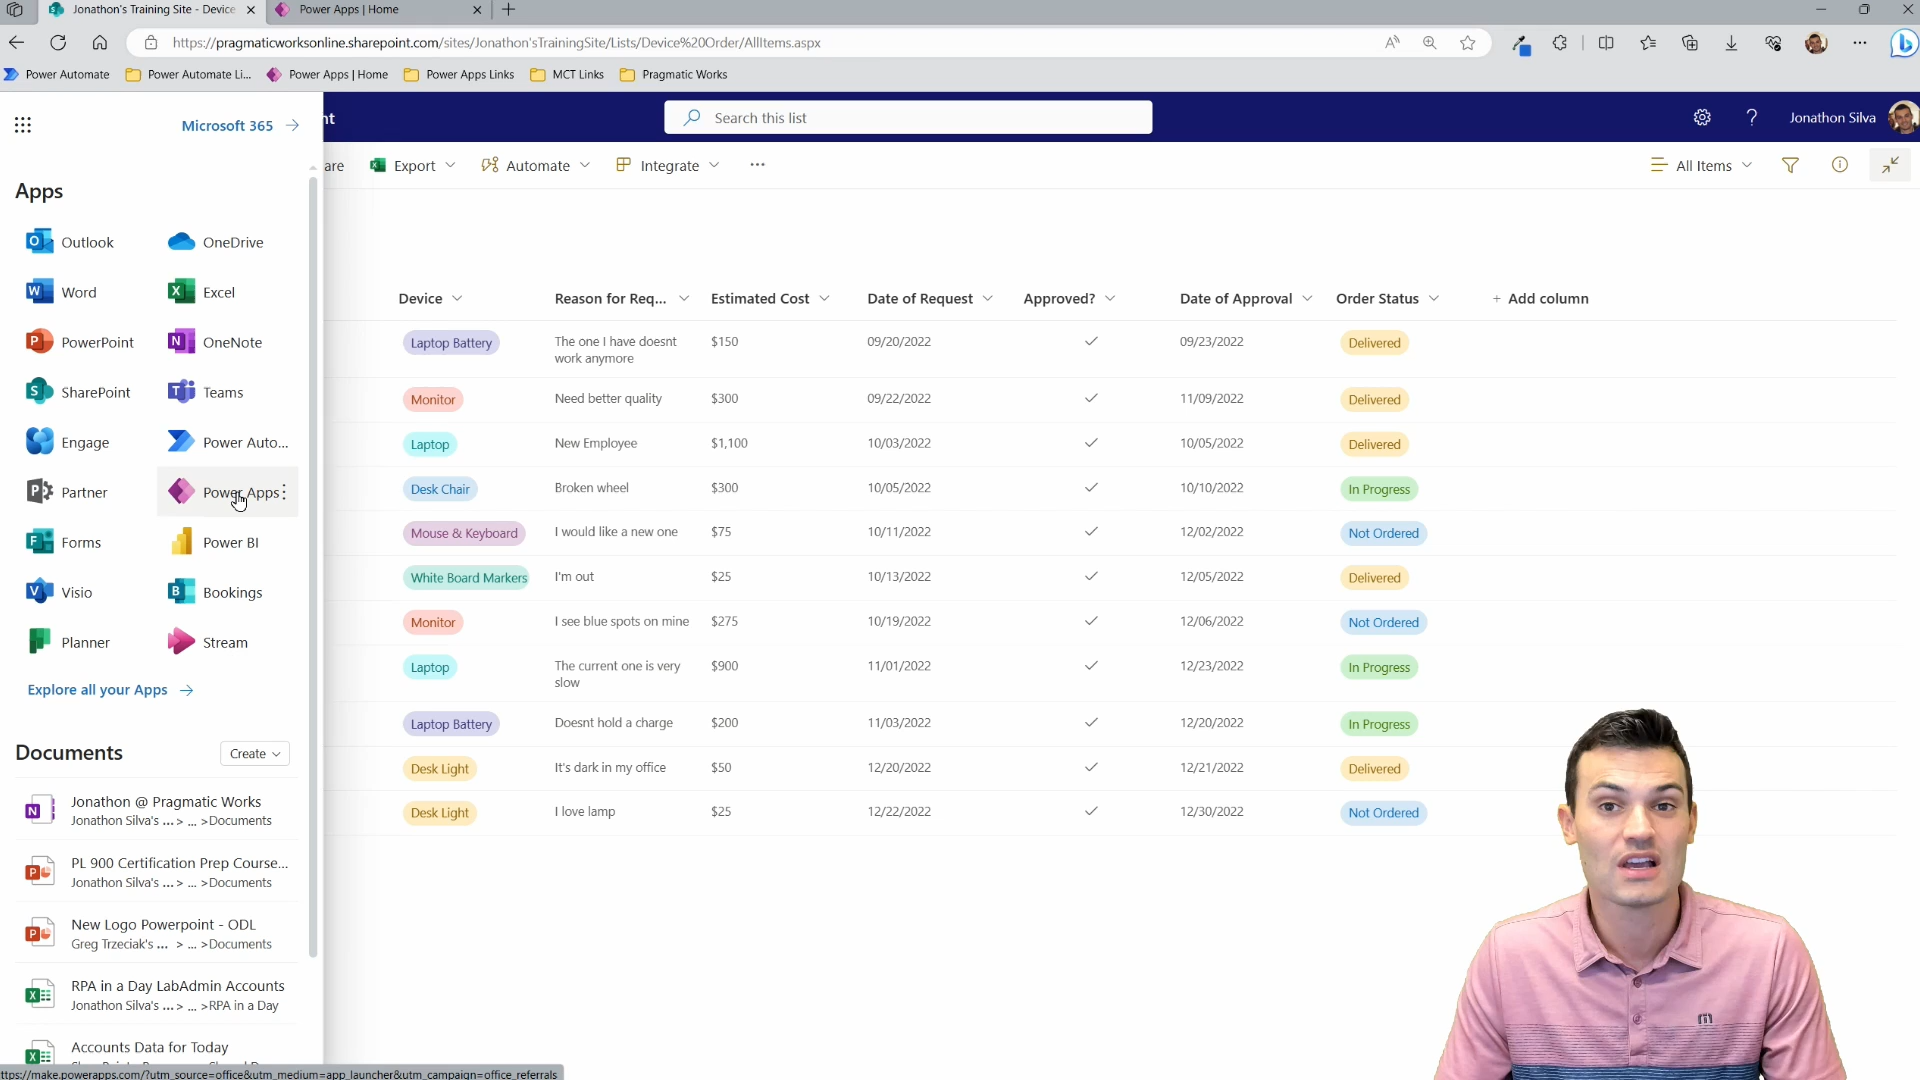 Jonathon's Training Site - Device
Power Apps | Home
https://pragmaticworksonline.sharepoint.com/sites/Jonathon'sTrainingSite/Lists/Device%20Order/AllItems.aspx
Power Automate
Power Automate Li...
Power Apps | Home
Power Apps Links
MCT Links
Pragmatic Works
Microsoft 365
nt
Search this list
Jonathon Silva
are
Export
Automate
Integrate
All Items
Apps
Outlook
OneDrive
Word
Excel
PowerPoint
OneNote
SharePoint
Teams
Engage
Power Auto...
Partner
Power Apps
Forms
Power BI
Visio
Bookings
Planner
Stream
Explore all your Apps
Documents
Create
Jonathon @ Pragmatic Works
Jonathon Silva's ... > ... >Documents
PL 900 Certification Prep Course...
Jonathon Silva's ... > ... >Documents
New Logo Powerpoint - ODL
Greg Trzeciak's ... > ... >Documents
RPA in a Day LabAdmin Accounts
Jonathon Silva's ... > ... >RPA in a Day
Accounts Data for Today
ttps://make.powerapps.com/?utm_source=office&utm_medium=app_launcher&utm_campaign=office_referrals
Device Reason for Req... Estimated Cost Date of Request Approved? Date of Approval Order Status + Add column
Laptop Battery The one I have doesnt $150 09/20/2022 09/23/2022 Delivered
work anymore
Monitor Need better quality $300 09/22/2022 11/09/2022 Delivered
Laptop New Employee $1,100 10/03/2022 10/05/2022 Delivered
Desk Chair Broken wheel $300 10/05/2022 10/10/2022 In Progress
Mouse & Keyboard I would like a new one $75 10/11/2022 12/02/2022 Not Ordered
White Board Markers I'm out $25 10/13/2022 12/05/2022 Delivered
Monitor I see blue spots on mine $275 10/19/2022 12/06/2022 Not Ordered
Laptop The current one is very $900 11/01/2022 12/23/2022 In Progress
slow
Laptop Battery Doesnt hold a charge $200 11/03/2022 12/20/2022 In Progress
Desk Light It's dark in my office $50 12/20/2022 12/21/2022 Delivered
Desk Light I love lamp $25 12/22/2022 12/30/2022 Not Ordered